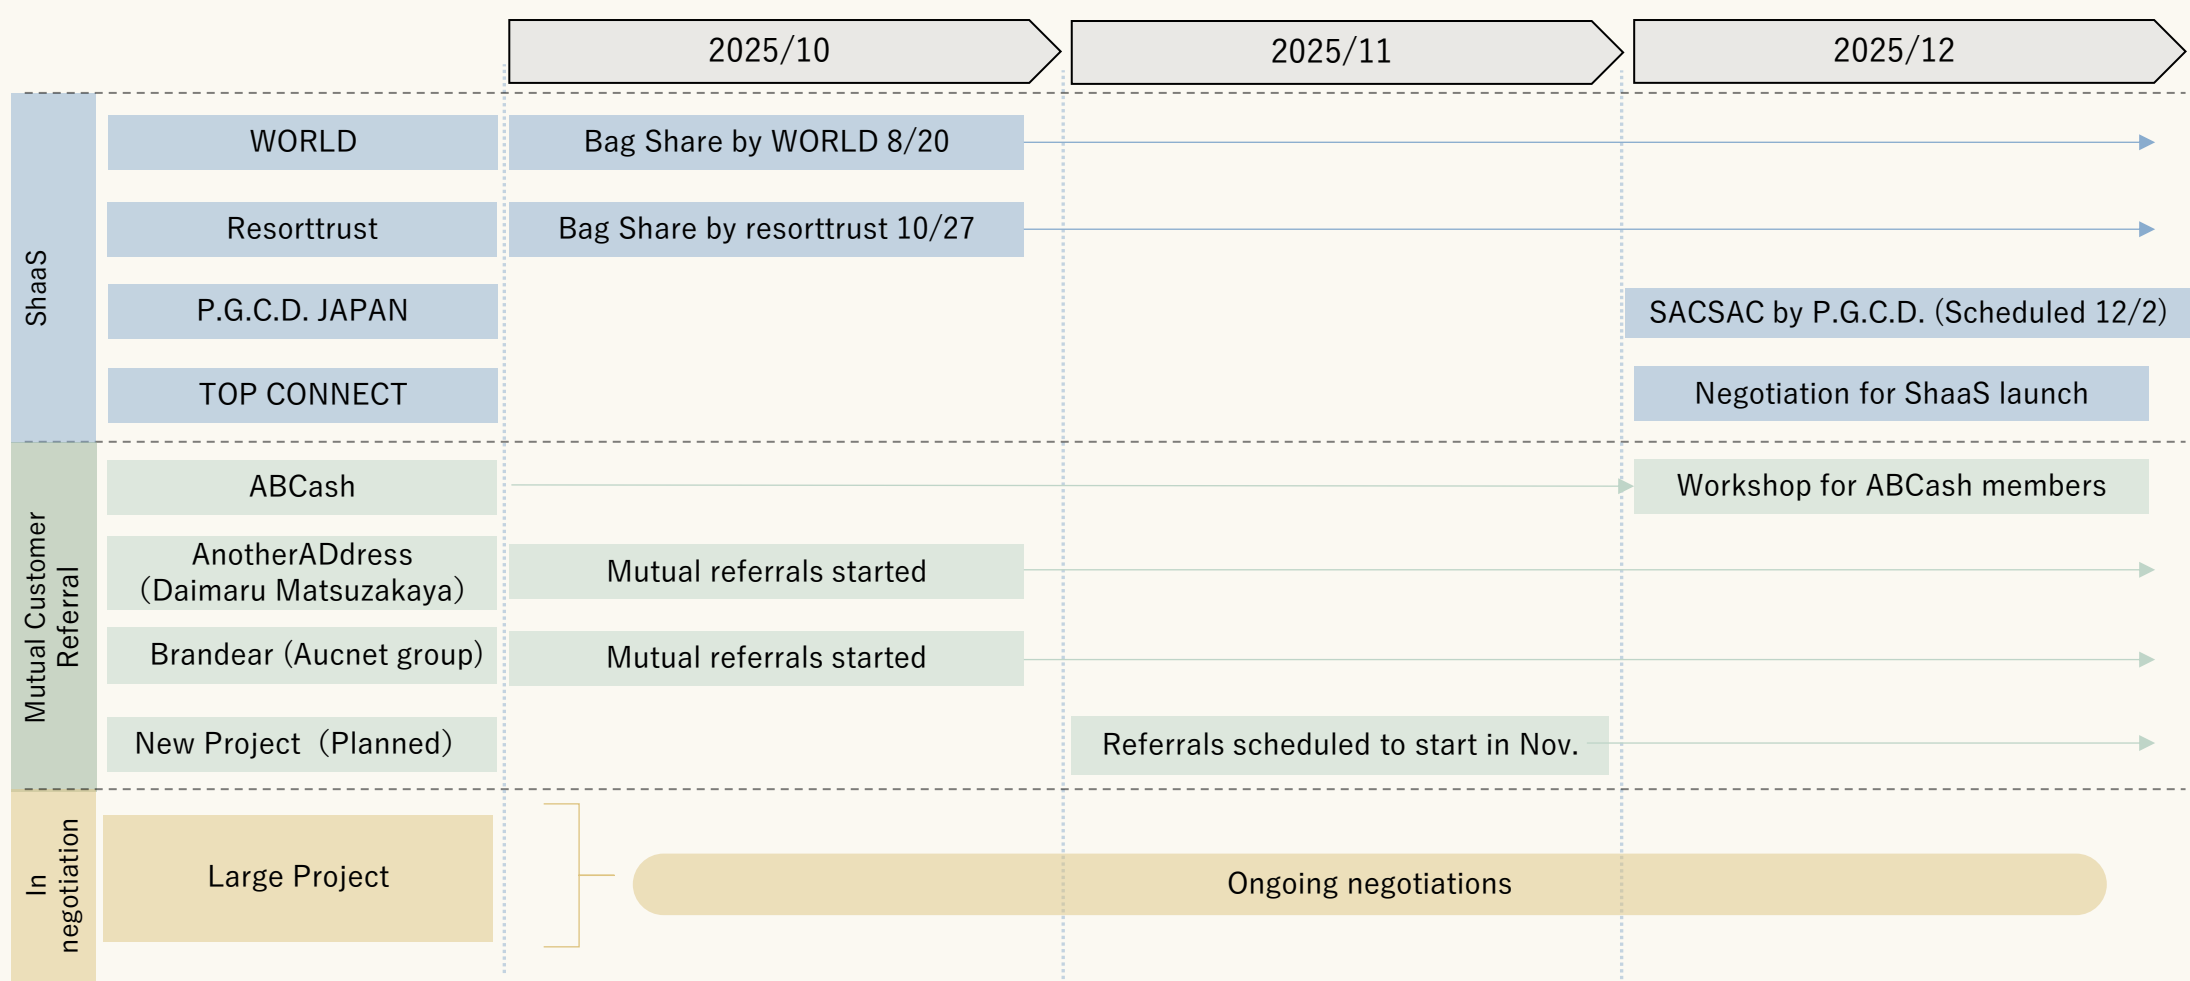 2025/10
2025/11
2025/12
ShaaS
WORLD
Bag Share by WORLD 8/20
Resorttrust
Bag Share by resorttrust 10/27
P.G.C.D. JAPAN
SACSAC by P.G.C.D. (Scheduled 12/2)
TOP CONNECT
Negotiation for ShaaS launch
Mutual Customer
Referral
ABCash
Workshop for ABCash members
AnotherADdress
（Daimaru Matsuzakaya）
Mutual referrals started
Brandear (Aucnet group)
Mutual referrals started
New Project（Planned）
Referrals scheduled to start in Nov.
In
negotiation
Large Project
Ongoing negotiations